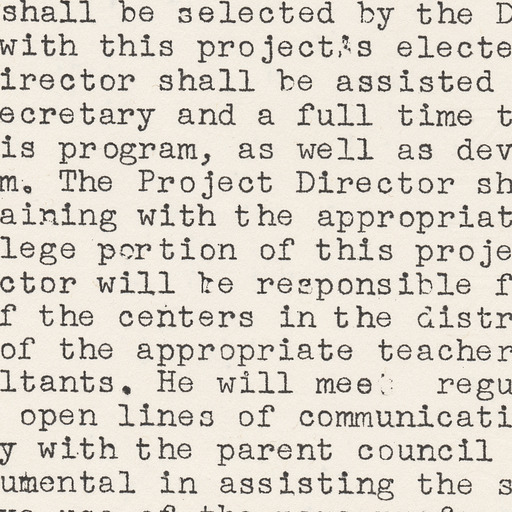 shall be selected by the D
with this project,s electe
irector shall be assisted
ecretary and a full time t
is program, as well as dev
m. The Project Director sh
aining with the appropriat
lege portion of this proje
ctor will be responsible f
f the centers in the distr
of the appropriate teacher
ltants. He will meet regu
open lines of communicati
y with the parent council
umental in assisting the s